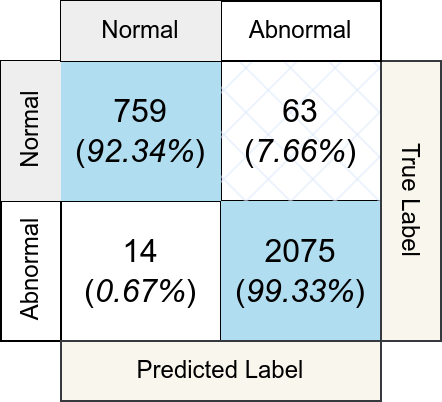 Normal Abnormal
Normal 759 63
(92.34%) (7.66%)
True Label
Abnormal 14 2075
(0.67%) (99.33%)
Predicted Label